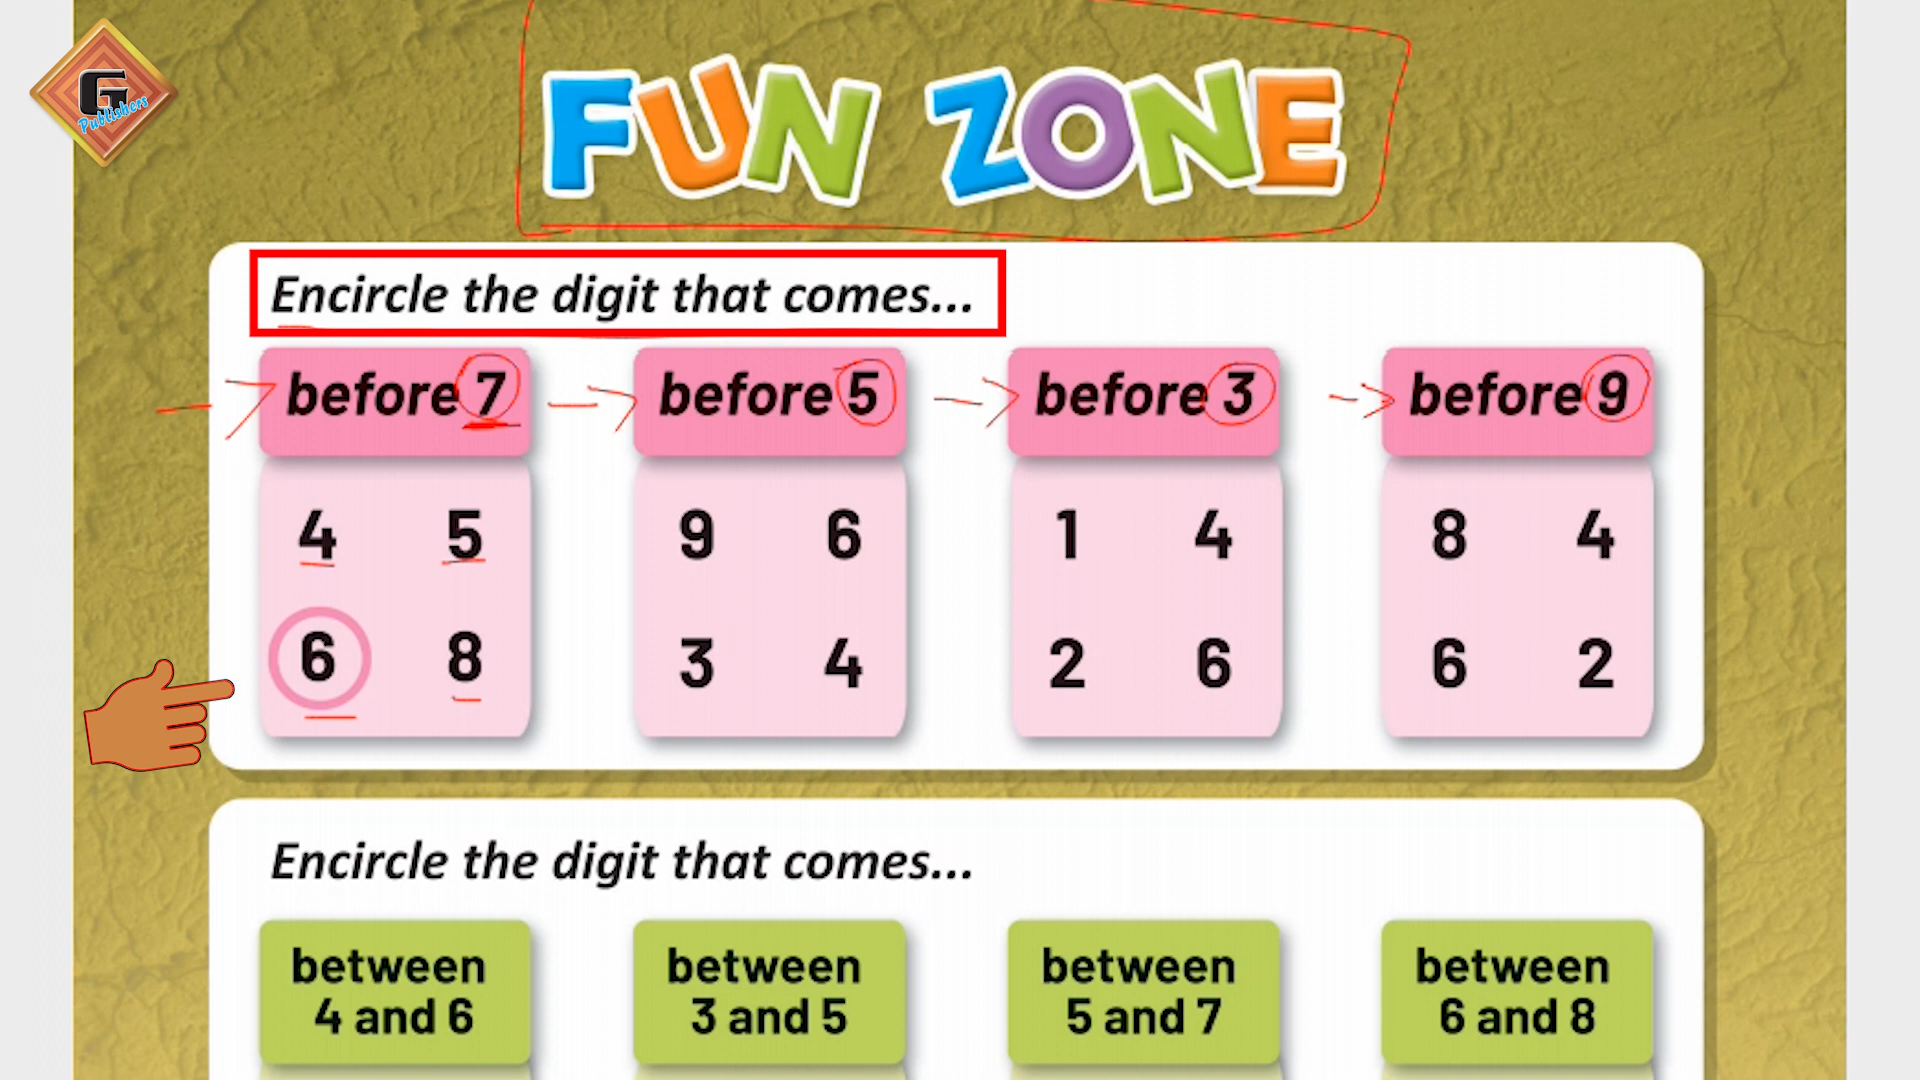 G
Publishers
FUN ZONE
Encircle the digit that comes...
before 7 before 5 before 3 before 9
4 5 9 6 1 4 8 4
6 8 3 4 2 6 6 2
Encircle the digit that comes...
between between between between
4 and 6 3 and 5 5 and 7 6 and 8